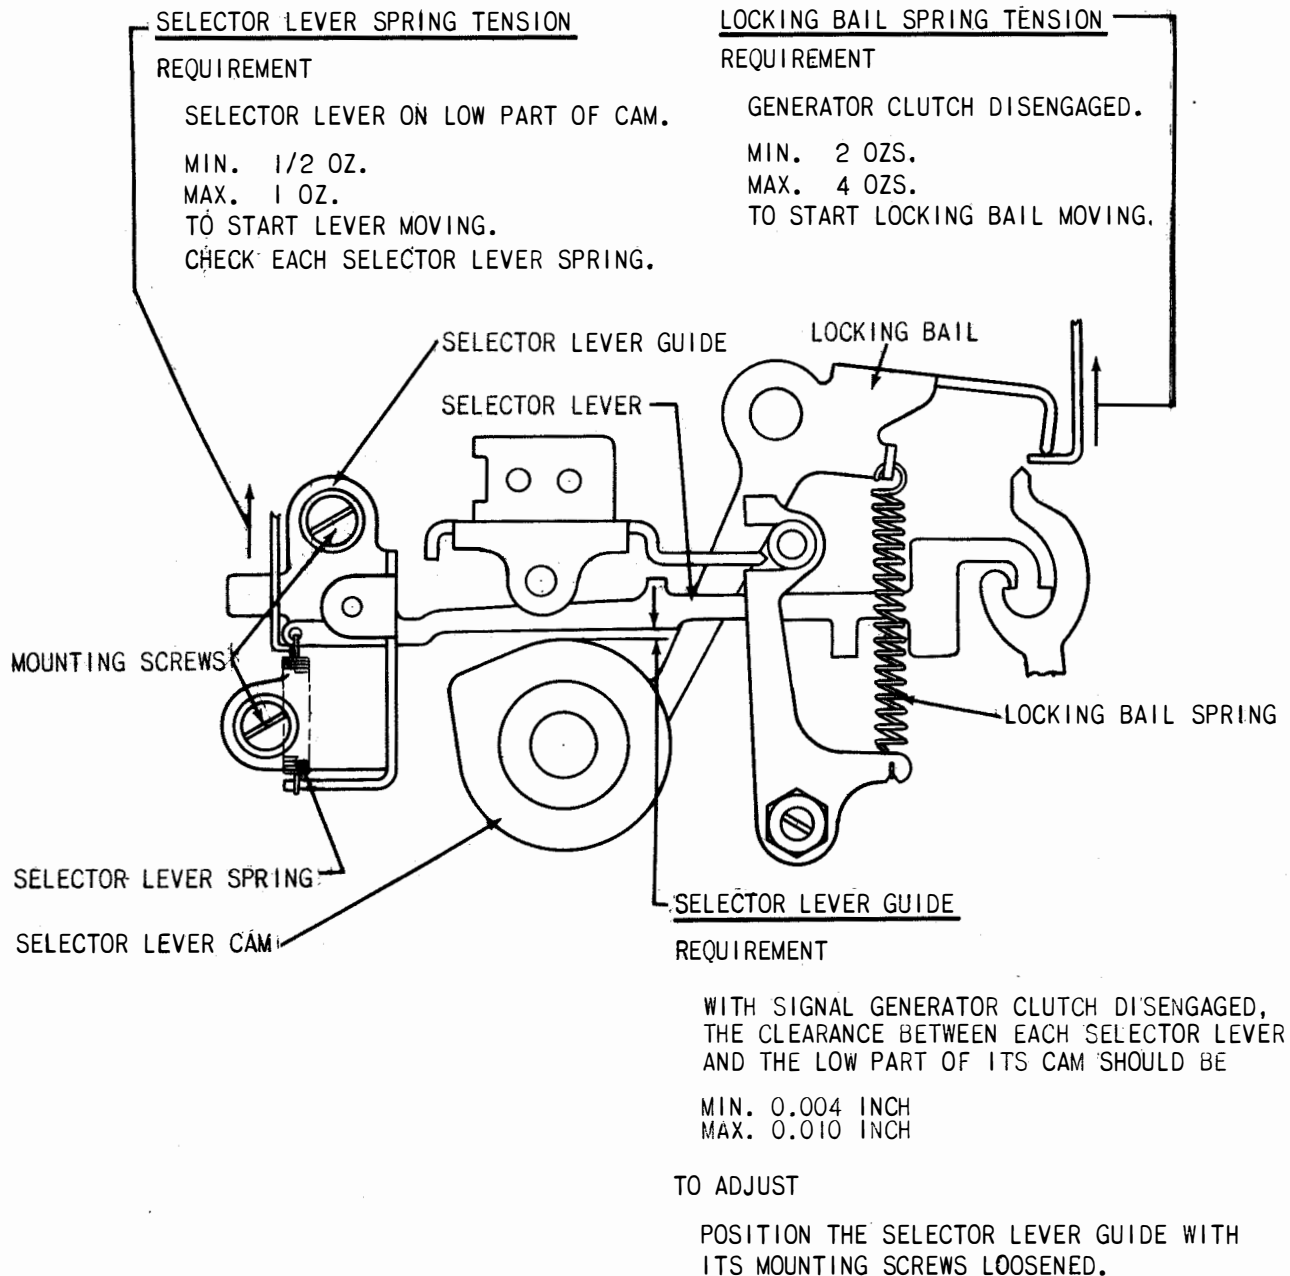 SELECTOR LEVER SPRING TENSION
REQUIREMENT
SELECTOR LEVER ON LOW PART OF CAM.
MIN. 1/2 OZ.
MAX. 1 OZ.
TO START LEVER MOVING.
CHECK EACH SELECTOR LEVER SPRING.
LOCKING BAIL SPRING TENSION
REQUIREMENT
GENERATOR CLUTCH DISENGAGED.
MIN. 2 OZS.
MAX. 4 OZS.
TO START LOCKING BAIL MOVING.
SELECTOR LEVER GUIDE
LOCKING BAIL
SELECTOR LEVER
MOUNTING SCREWS
LOCKING BAIL SPRING
SELECTOR LEVER SPRING
SELECTOR LEVER CAM
SELECTOR LEVER GUIDE
REQUIREMENT
WITH SIGNAL GENERATOR CLUTCH DISENGAGED,
THE CLEARANCE BETWEEN EACH SELECTOR LEVER
AND THE LOW PART OF ITS CAM SHOULD BE
MIN. 0.004 INCH
MAX. 0.010 INCH
TO ADJUST
POSITION THE SELECTOR LEVER GUIDE WITH
ITS MOUNTING SCREWS LOOSENED.